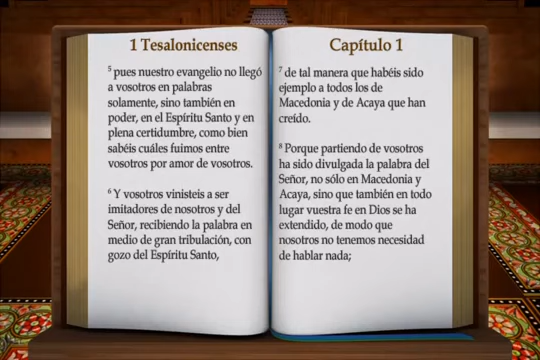 1 Tesalonicenses
⁵ pues nuestro evangelio no llegó
a vosotros en palabras
solamente, sino también en
poder, en el Espíritu Santo y en
plena certidumbre, como bien
sabéis cuáles fuimos entre
vosotros por amor de vosotros.
⁶ Y vosotros vinisteis a ser
imitadores de nosotros y del
Señor, recibiendo la palabra en
medio de gran tribulación, con
gozo del Espíritu Santo,
Capítulo 1
⁷ de tal manera que habéis sido
ejemplo a todos los de
Macedonia y de Acaya que han
creído.
⁸ Porque partiendo de vosotros
ha sido divulgada la palabra del
Señor, no sólo en Macedonia y
Acaya, sino que también en todo
lugar vuestra fe en Dios se ha
extendido, de modo que
nosotros no tenemos necesidad
de hablar nada;